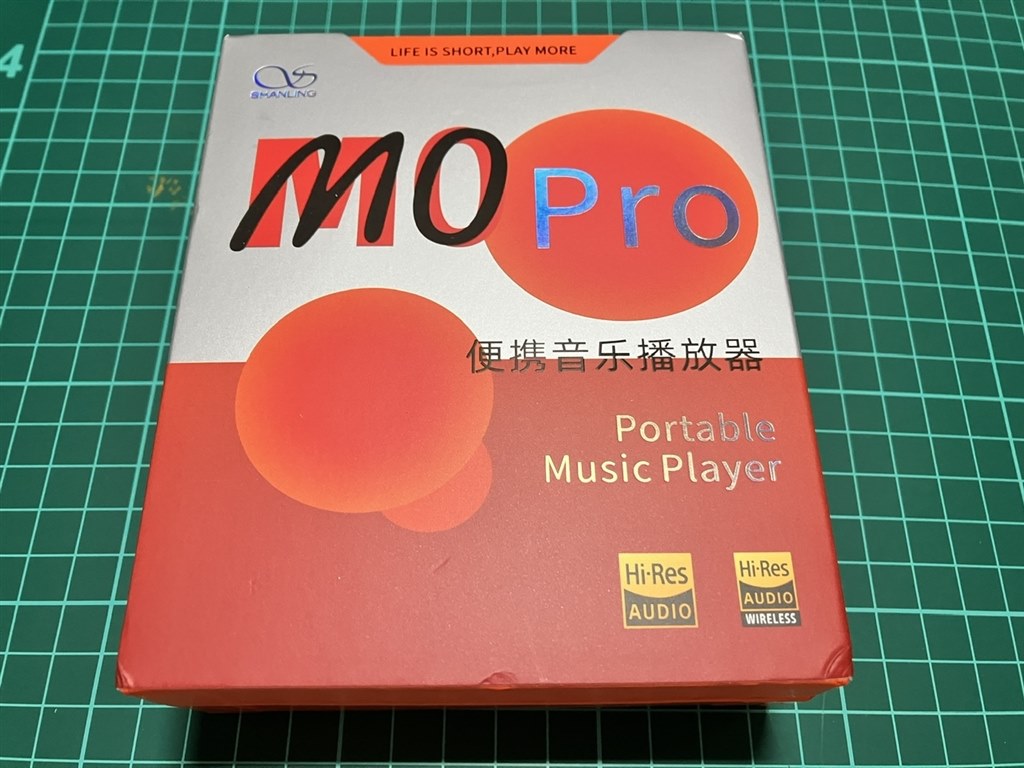 4
LIFE IS SHORT,PLAY MORE
SHANLING
M0 Pro
便携音乐播放器
Portable
Music Player
Hi-Res
AUDIO
Hi-Res
AUDIO
WIRELESS